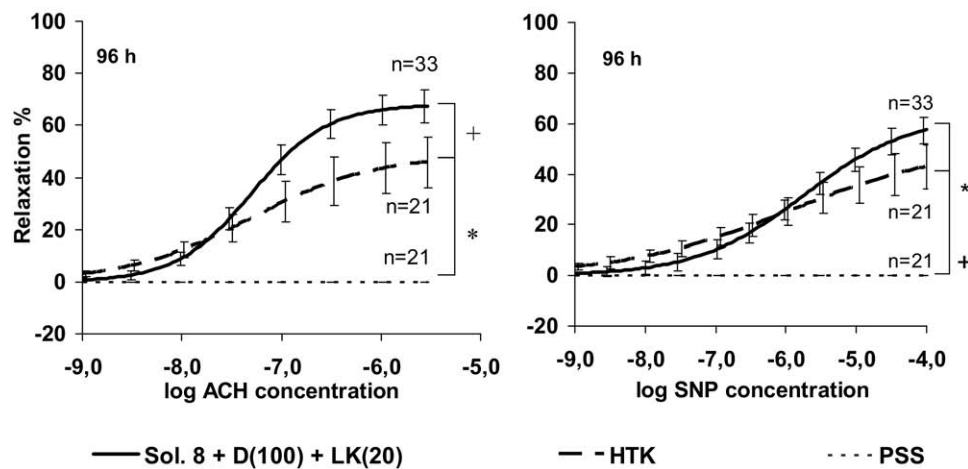 100
80
60
40
20
0
-20
Relaxation %
96 h
n=33
+
n=21
*
n=21
-9,0 -8,0 -7,0 -6,0 -5,0
log ACH concentration
100
80
60
40
20
0
-20
96 h
n=33
*
n=21
n=21
+
-9,0 -8,0 -7,0 -6,0 -5,0 -4,0
log SNP concentration
Sol. 8 + D(100) + LK(20) HTK PSS